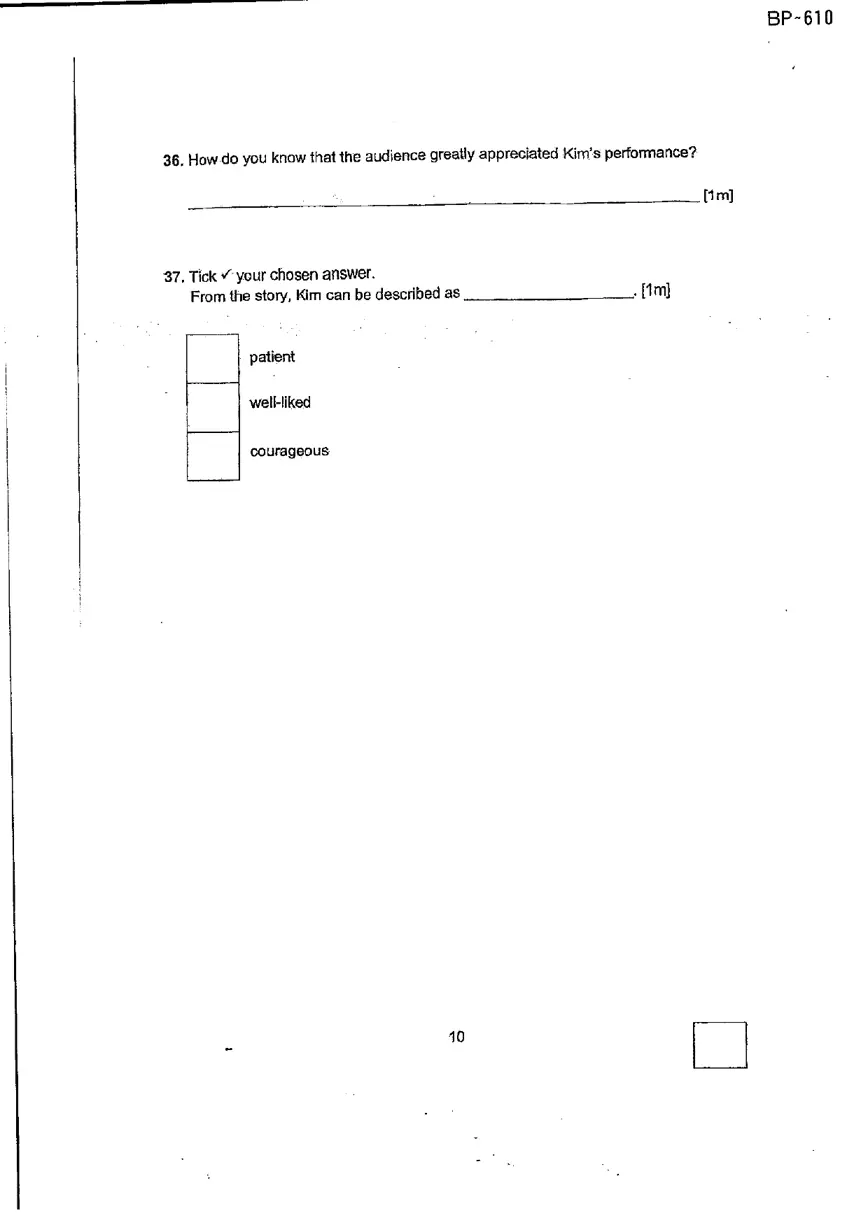 BP-610
36. How do you know that the audience greatly appreciated Kim's performance?
[1m]
37. Tick ✓ your chosen answer.
From the story, Kim can be described as . [1m]
patient
well-liked
courageous
10